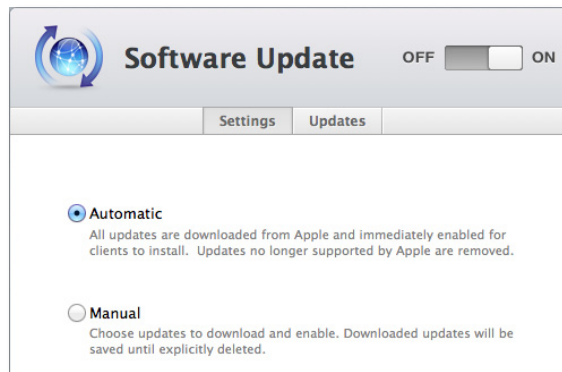 Software Update
OFF ON
Settings Updates
Automatic
All updates are downloaded from Apple and immediately enabled for
clients to install. Updates no longer supported by Apple are removed.
Manual
Choose updates to download and enable. Downloaded updates will be
saved until explicitly deleted.